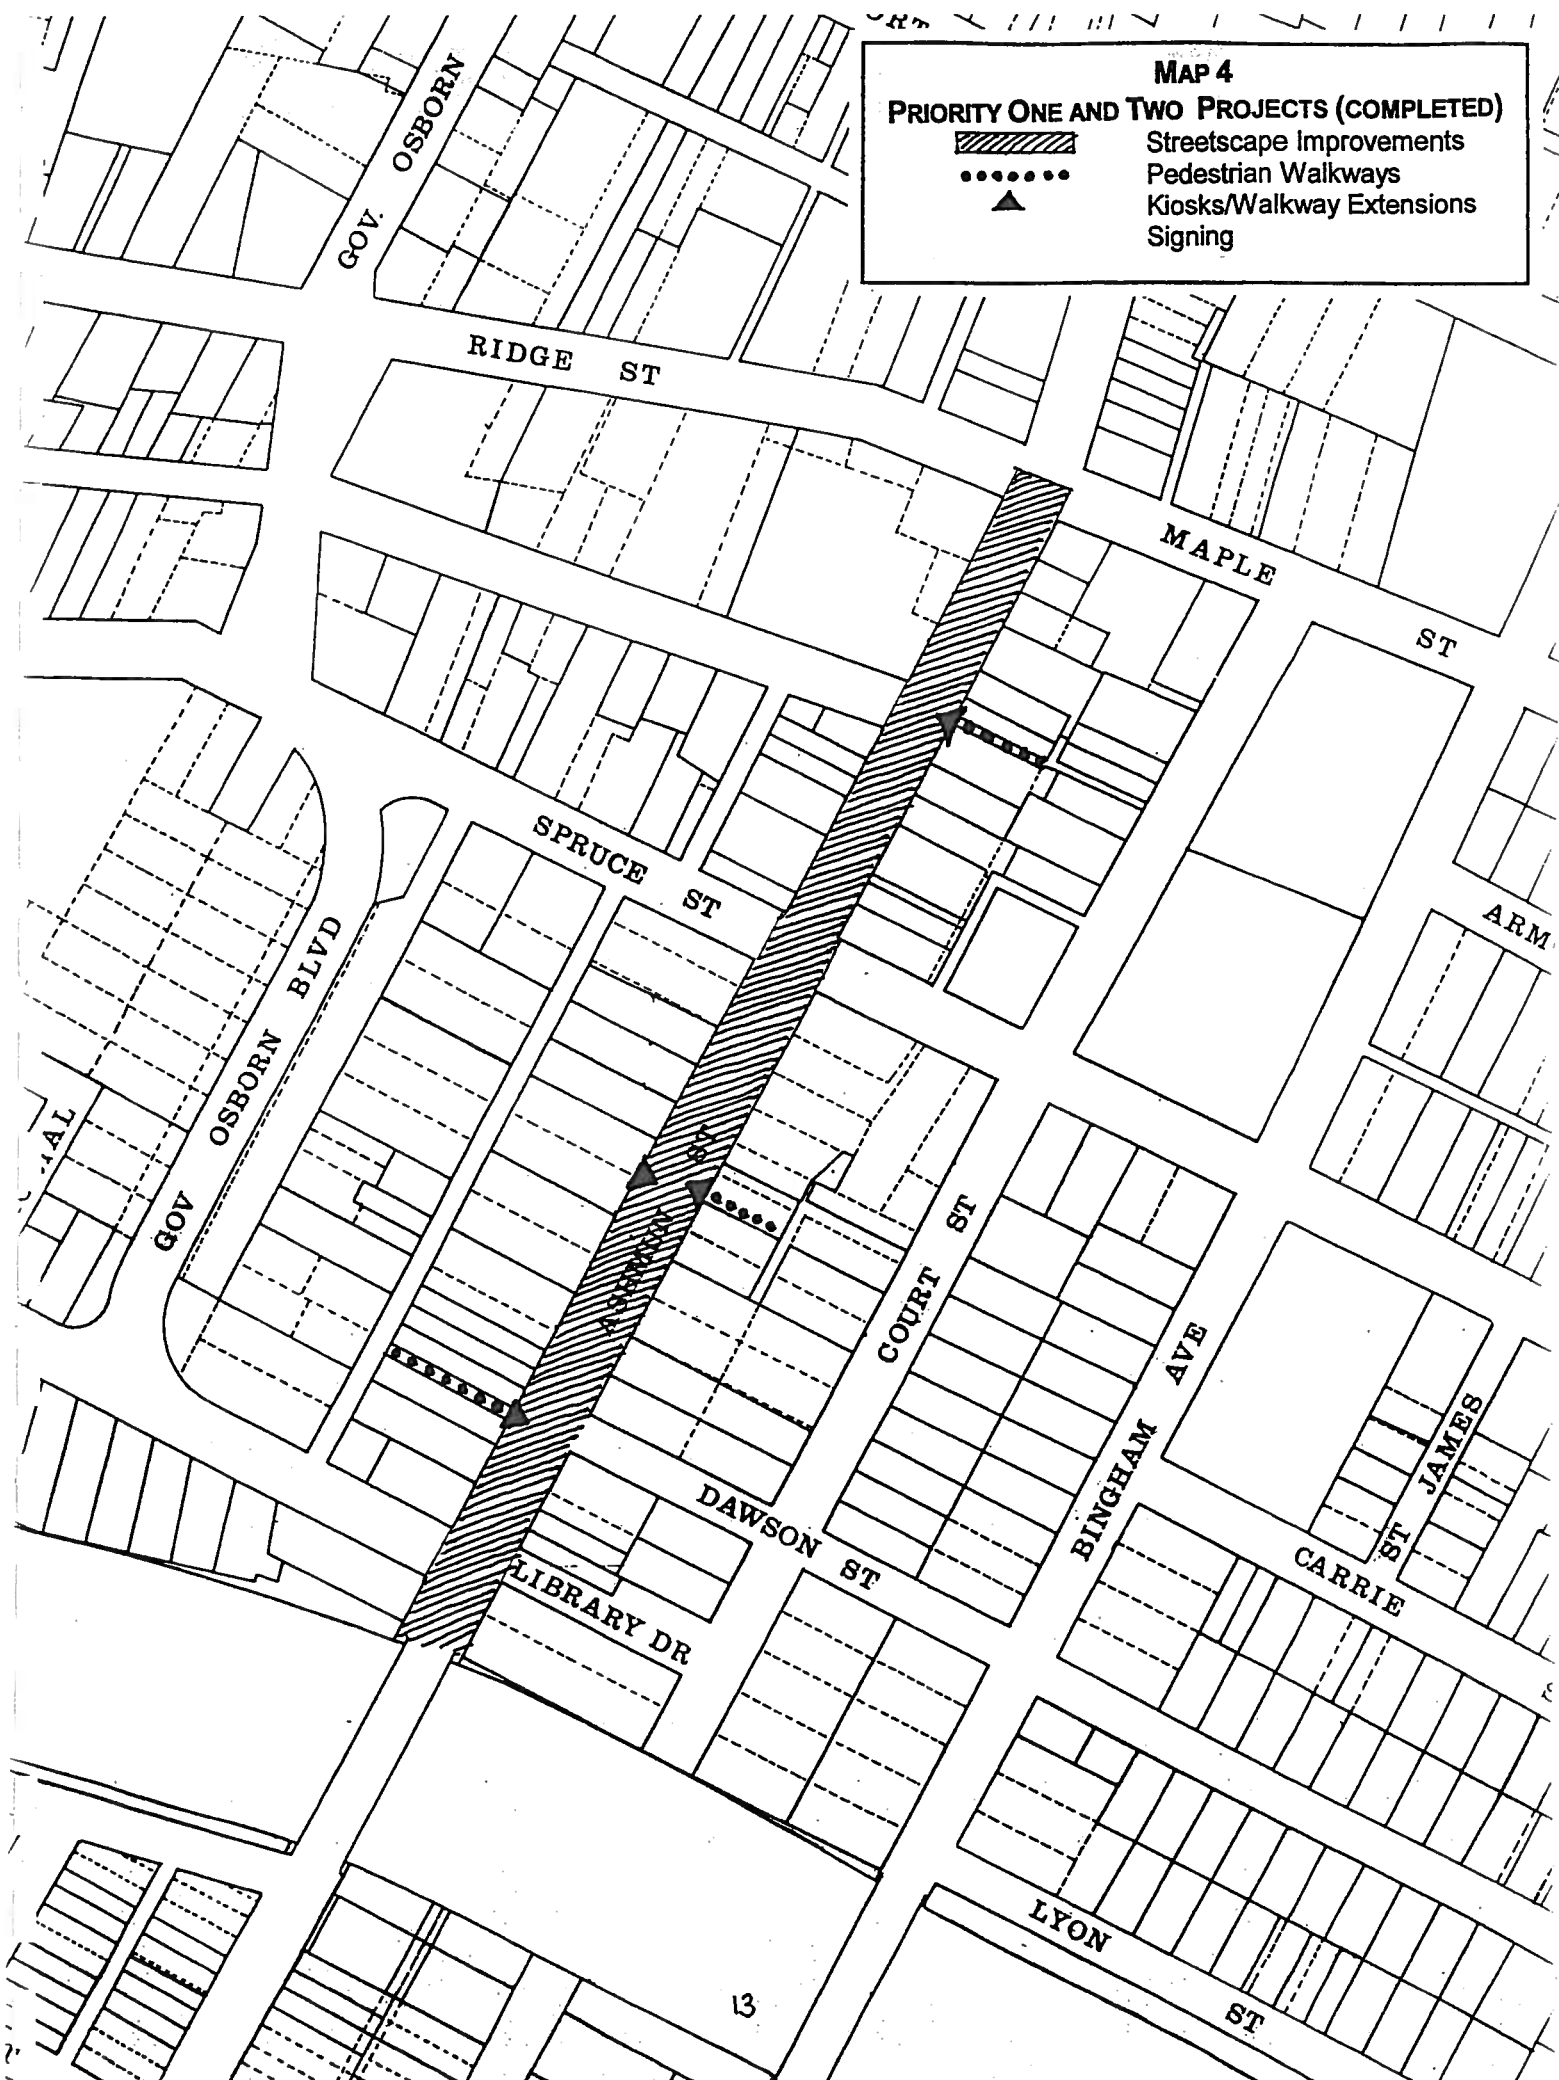 MAP 4
PRIORITY ONE AND TWO PROJECTS (COMPLETED)
Streetscape Improvements
Pedestrian Walkways
Kiosks/Walkway Extensions
Signing
GOV. OSBORN
RIDGE ST
MAPLE ST
SPRUCE ST
ARM
GOV OSBORN BLVD
ASHMUN ST
COURT ST
BINGHAM AVE
ST JAMES
CARRIE
DAWSON ST
LIBRARY DR
LYON ST
13